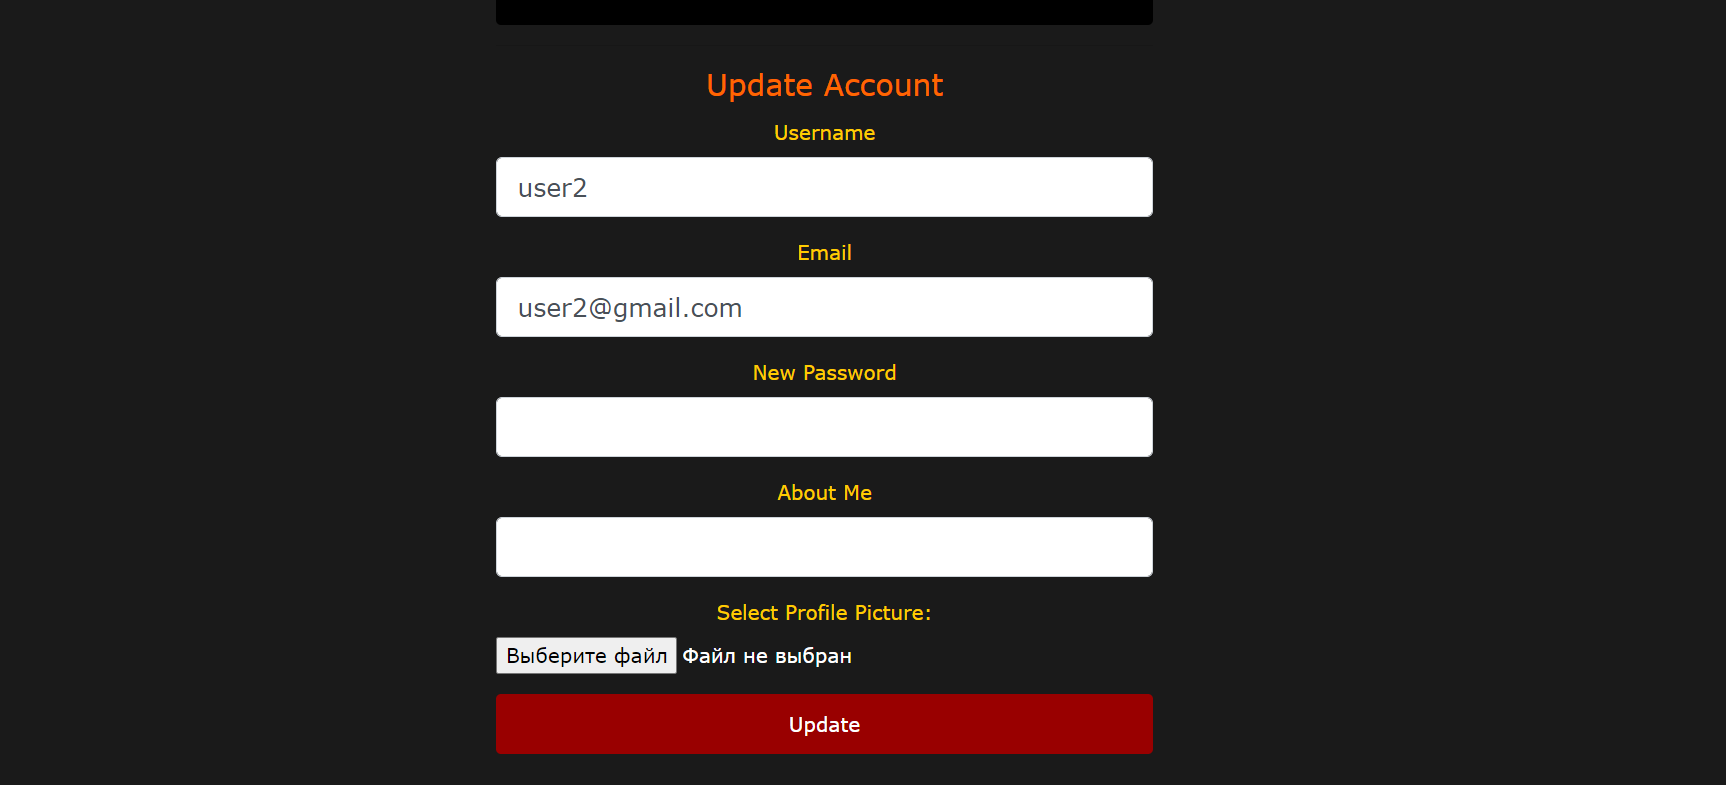 Update Account
Username
user2
Email
user2@gmail.com
New Password
About Me
Select Profile Picture:
Выберите файл Файл не выбран
Update